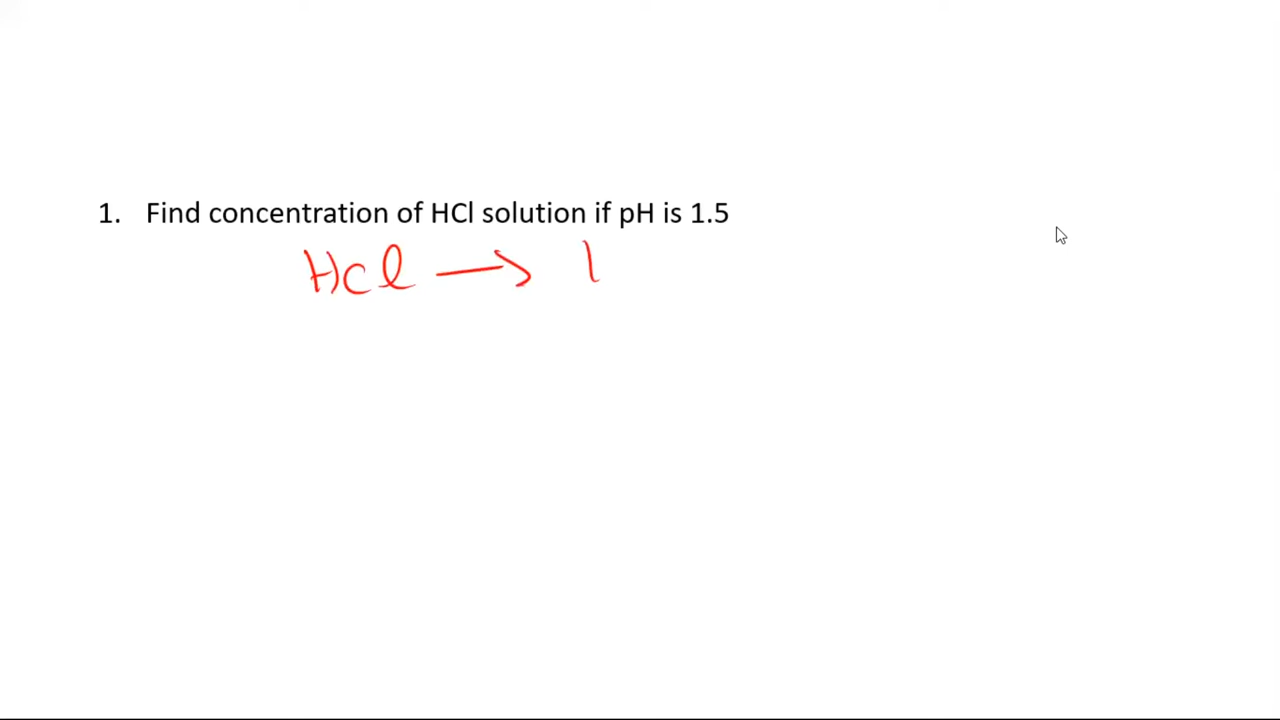 1. Find concentration of HCl solution if pH is 1.5
HCl → l